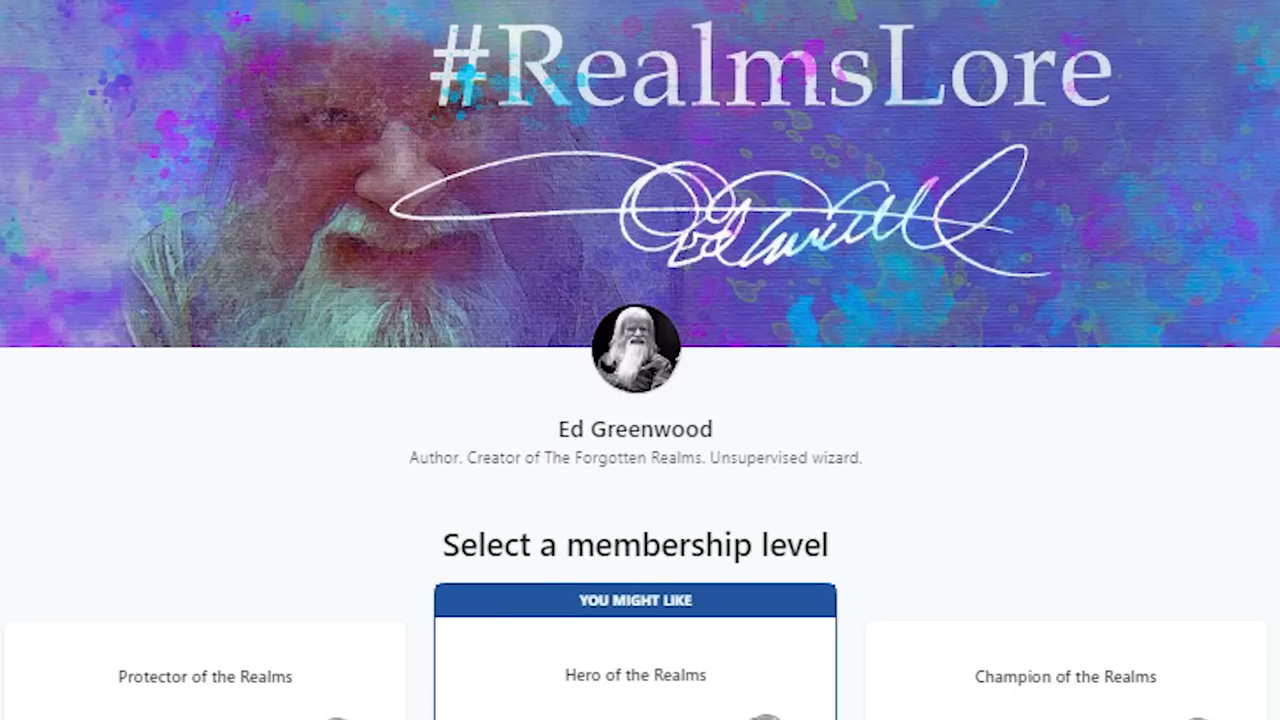 #RealmsLore
Ed Greenwood
Author. Creator of The Forgotten Realms. Unsupervised wizard.
Select a membership level
YOU MIGHT LIKE
Protector of the Realms
Hero of the Realms
Champion of the Realms